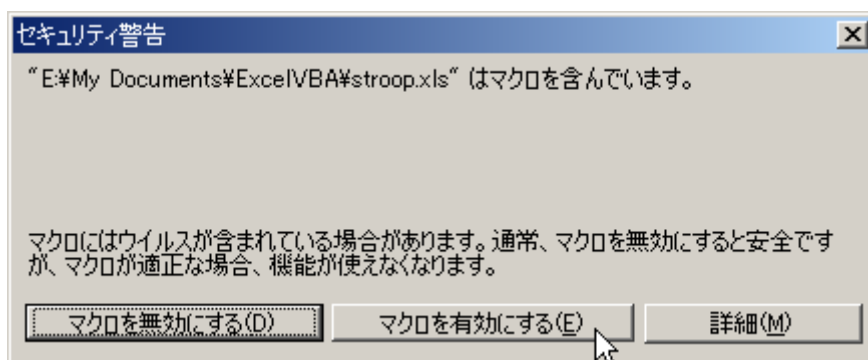 セキュリティ警告
"E:¥My Documents¥ExcelVBA¥stroop.xls" はマクロを含んでいます。
マクロにはウイルスが含まれている場合があります。通常、マクロを無効にすると安全です
が、マクロが適正な場合、機能が使えなくなります。
マクロを無効にする(D) マクロを有効にする(E) 詳細(M)